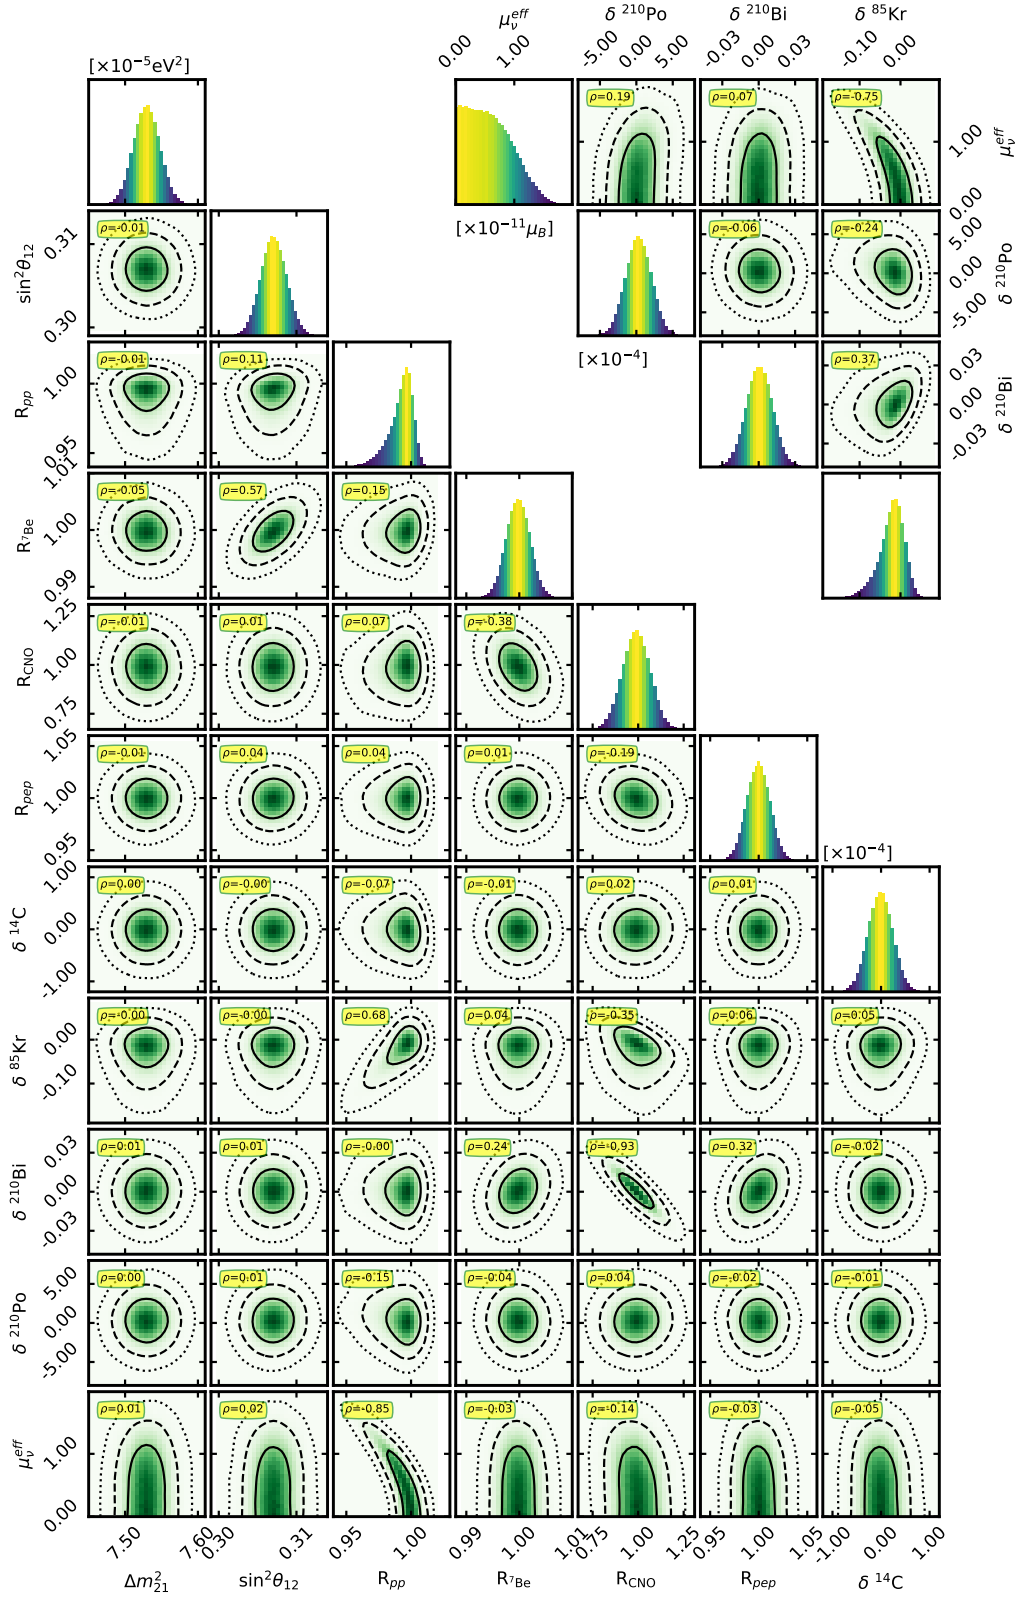 μ_ν^eff
δ ²¹⁰Po
δ ²¹⁰Bi
δ ⁸⁵Kr
0.00 1.00
-5.00 0.00 5.00
-0.03 0.00 0.03
-0.10 0.00
[×10⁻⁵eV²]
ρ=0.19
ρ=0.07
ρ=-0.75
1.00
0.00
μ_ν^eff
sin²θ₁₂
0.31
0.30
ρ=-0.01
[×10⁻¹¹μ_B]
ρ=-0.06
ρ=-0.24
5.00
0.00
-5.00
δ ²¹⁰Po
R_pp
1.00
0.95
ρ=-0.01
ρ=0.11
[×10⁻⁴]
ρ=0.37
0.03
0.00
-0.03
δ ²¹⁰Bi
R_⁷Be
1.01
1.00
0.99
ρ=-0.05
ρ=0.57
ρ=0.15
R_CNO
1.25
1.00
0.75
ρ=-0.01
ρ=0.01
ρ=0.07
ρ=-0.38
R_pep
1.05
1.00
0.95
ρ=-0.01
ρ=0.04
ρ=0.04
ρ=0.01
ρ=-0.19
[×10⁻⁴]
δ ¹⁴C
1.00
0.00
-1.00
ρ=0.00
ρ=-0.00
ρ=-0.07
ρ=-0.01
ρ=0.02
ρ=0.01
δ ⁸⁵Kr
0.00
-0.10
ρ=-0.00
ρ=-0.00
ρ=0.68
ρ=0.04
ρ=-0.35
ρ=0.06
ρ=0.05
δ ²¹⁰Bi
0.03
0.00
-0.03
ρ=0.01
ρ=0.01
ρ=-0.00
ρ=0.24
ρ=-0.93
ρ=0.32
ρ=-0.02
δ ²¹⁰Po
5.00
0.00
-5.00
ρ=0.00
ρ=0.01
ρ=-0.15
ρ=-0.04
ρ=0.04
ρ=-0.02
ρ=-0.01
μ_ν^eff
1.00
0.00
ρ=0.01
ρ=0.02
ρ=-0.85
ρ=-0.03
ρ=-0.14
ρ=-0.03
ρ=-0.05
7.50 7.60
0.30 0.31
0.95 1.00
0.99 1.00 1.01
0.75 1.00 1.25
0.95 1.00 1.05
-1.00 0.00 1.00
Δm²₂₁
sin²θ₁₂
R_pp
R_⁷Be
R_CNO
R_pep
δ ¹⁴C